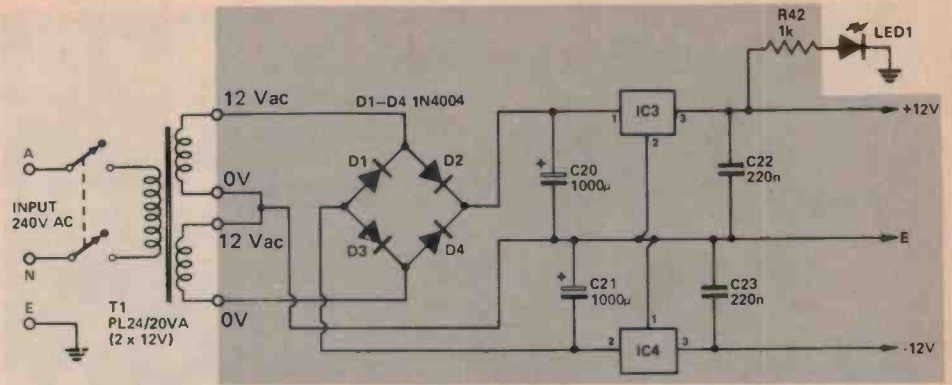 R42
1k
LED1
12 Vac
D1–D4 1N4004
1
IC3
3
+12V
2
A
D1
D2
+
C20
1000µ
C22
220n
0V
INPUT
240V AC
12 Vac
E
D3
D4
N
+
C21
1000µ
C23
220n
1
E
T1
PL24/20VA
(2 x 12V)
0V
2
IC4
3
-12V